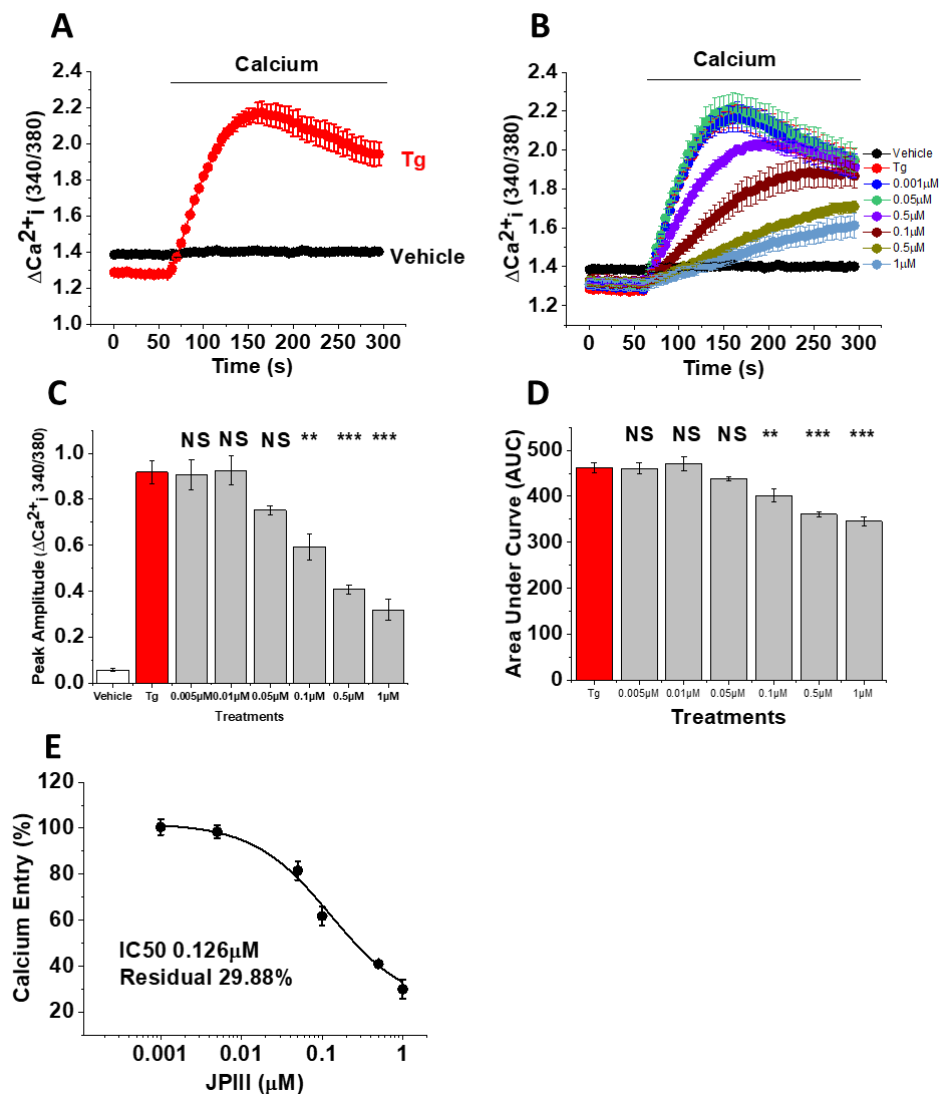 A
Calcium
2.4
2.2
2.0
1.8
1.6
1.4
1.2
1.0
ΔCa2+i (340/380)
Tg
Vehicle
0 50 100 150 200 250 300
Time (s)
B
Calcium
2.4
2.2
2.0
1.8
1.6
1.4
1.2
ΔCa2+i (340/380)
Vehicle
Tg
0.001μM
0.05μM
0.5μM
0.1μM
0.5μM
1μM
0 50 100 150 200 250 300
Time (s)
C
NS NS NS ** *** ***
1.0
0.8
0.6
0.4
0.2
0.0
Peak Amplitude (ΔCa2+i 340/380)
Vehicle Tg 0.005μM 0.01μM 0.05μM 0.1μM 0.5μM 1μM
Treatments
D
NS NS NS ** *** ***
500
400
300
200
100
0
Area Under Curve (AUC)
Tg 0.005μM 0.01μM 0.05μM 0.1μM 0.5μM 1μM
Treatments
E
120
100
80
60
40
20
Calcium Entry (%)
IC50 0.126μM
Residual 29.88%
0.001 0.01 0.1 1
JPIII (μM)